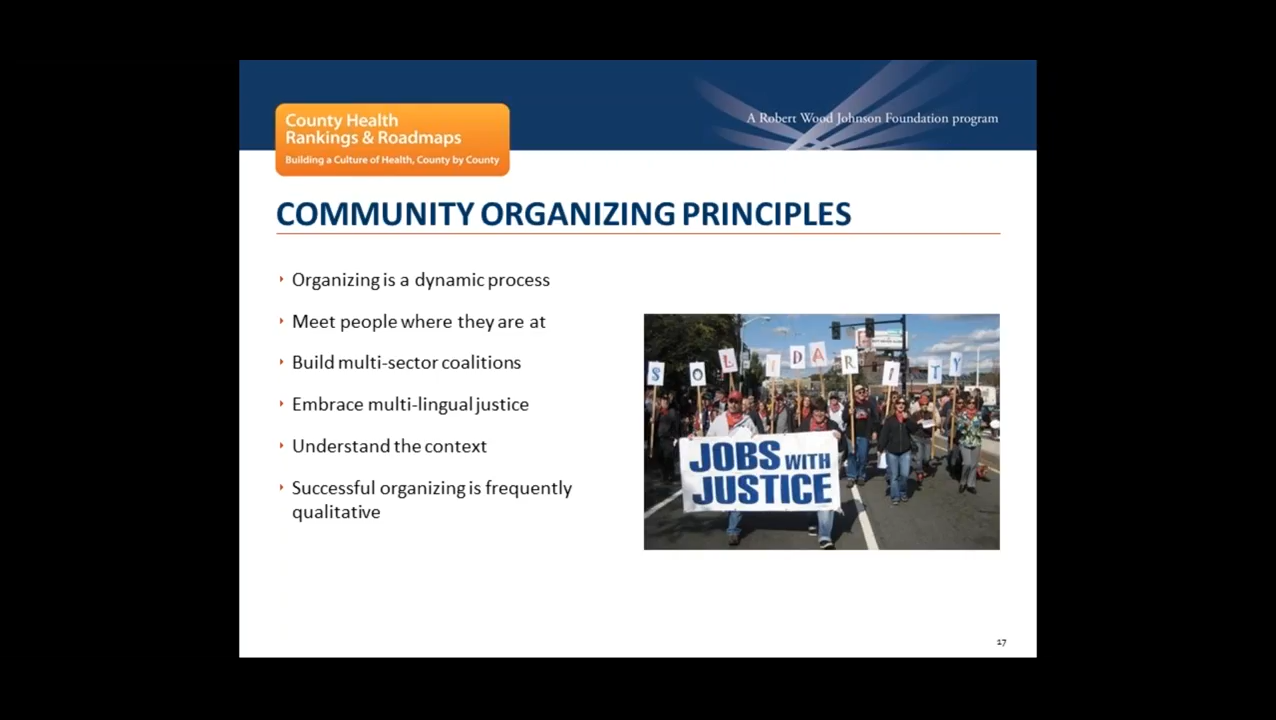 County Health
Rankings & Roadmaps
Building a Culture of Health, County by County
A Robert Wood Johnson Foundation program
COMMUNITY ORGANIZING PRINCIPLES
Organizing is a dynamic process
Meet people where they are at
Build multi-sector coalitions
Embrace multi-lingual justice
Understand the context
Successful organizing is frequently
qualitative
SOLIDARITY
JOBS WITH
JUSTICE
17